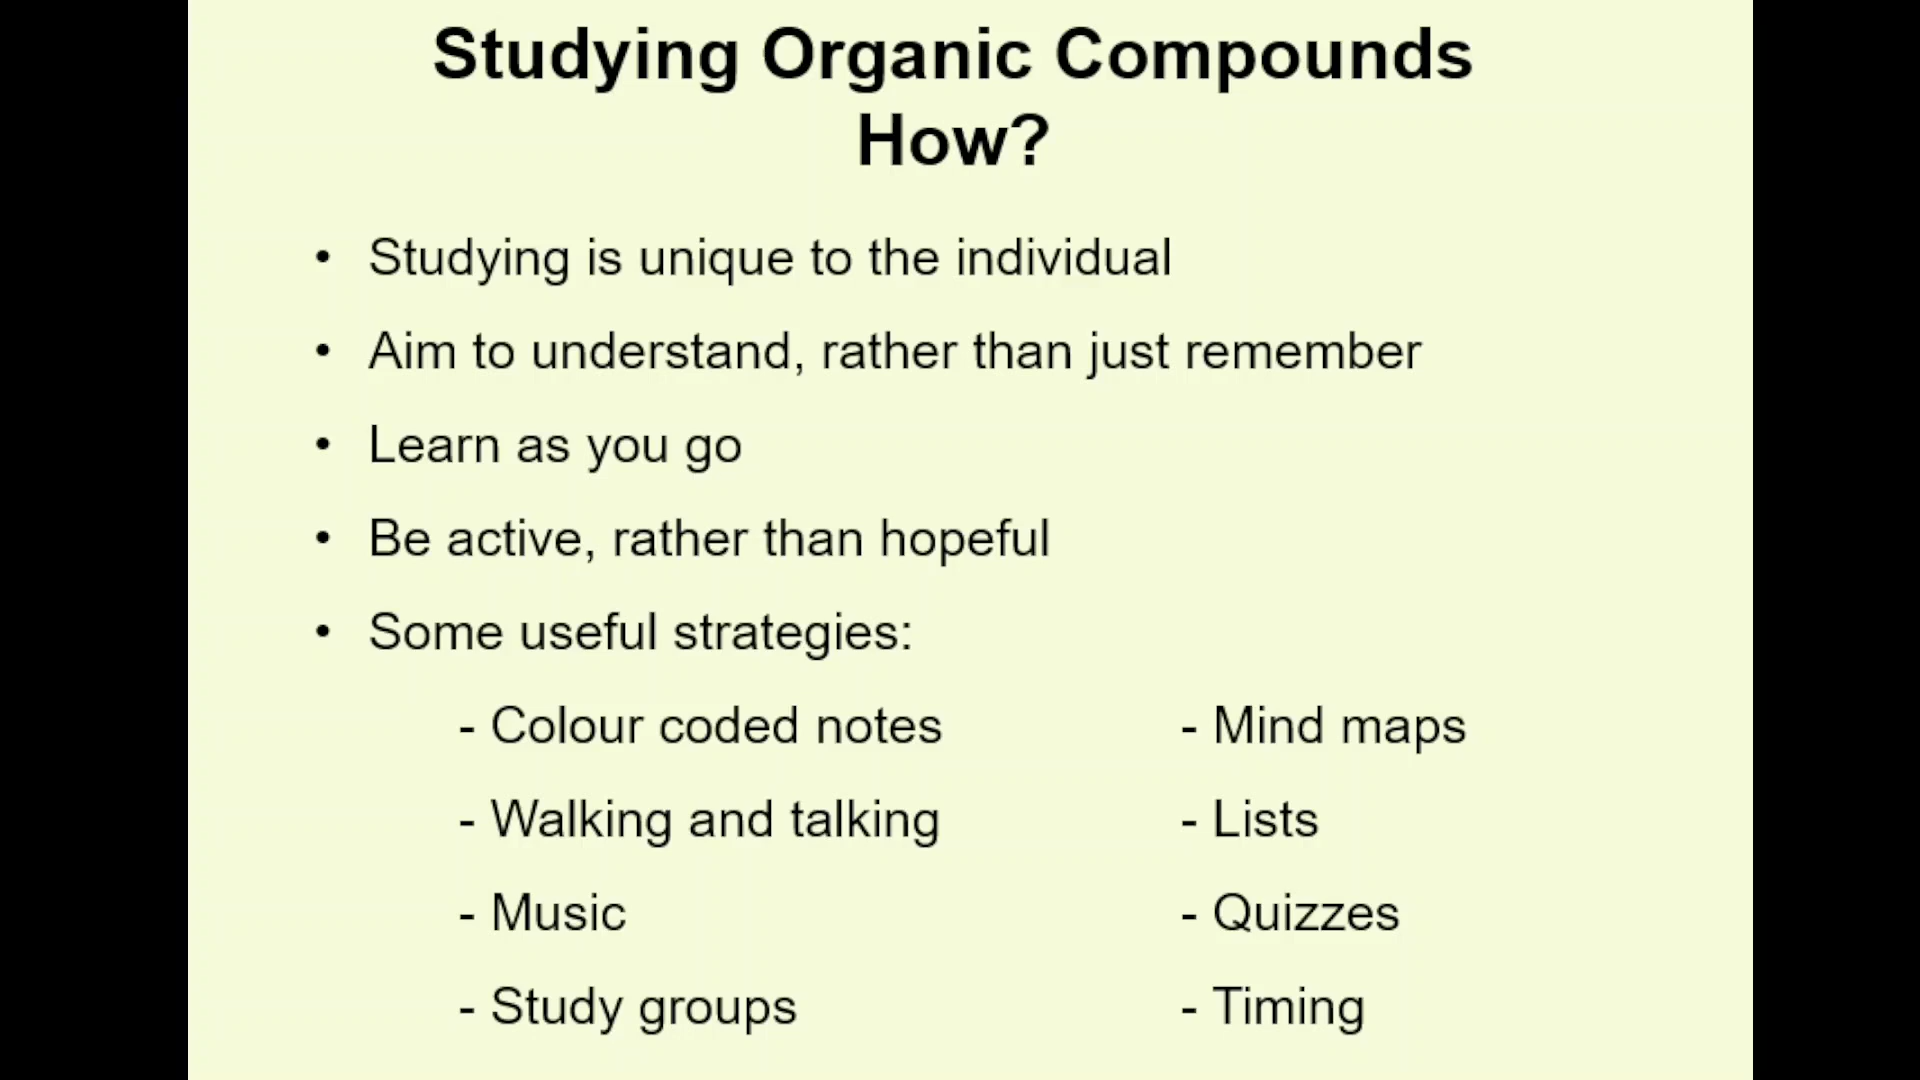 Studying Organic Compounds
How?
• Studying is unique to the individual
• Aim to understand, rather than just remember
• Learn as you go
• Be active, rather than hopeful
• Some useful strategies:
- Colour coded notes - Mind maps
- Walking and talking - Lists
- Music - Quizzes
- Study groups - Timing